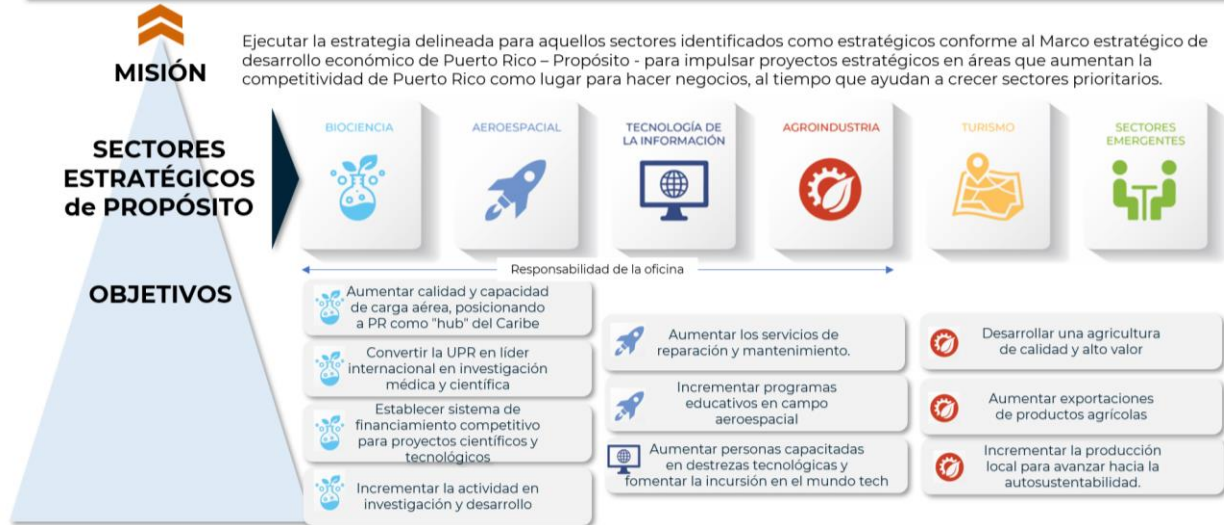 MISIÓN
Ejecutar la estrategia delineada para aquellos sectores identificados como estratégicos conforme al Marco estratégico de
desarrollo económico de Puerto Rico – Propósito - para impulsar proyectos estratégicos en áreas que aumentan la
competitividad de Puerto Rico como lugar para hacer negocios, al tiempo que ayudan a crecer sectores prioritarios.
SECTORES
ESTRATÉGICOS
de PROPÓSITO
BIOCIENCIA
AEROESPACIAL
TECNOLOGÍA DE
LA INFORMACIÓN
AGROINDUSTRIA
TURISMO
SECTORES
EMERGENTES
Responsabilidad de la oficina
OBJETIVOS
Aumentar calidad y capacidad
de carga aérea, posicionando
a PR como "hub" del Caribe
Convertir la UPR en líder
internacional en investigación
médica y científica
Establecer sistema de
financiamiento competitivo
para proyectos científicos y
tecnológicos
Incrementar la actividad en
investigación y desarrollo
Aumentar los servicios de
reparación y mantenimiento.
Incrementar programas
educativos en campo
aeroespacial
Aumentar personas capacitadas
en destrezas tecnológicas y
fomentar la incursión en el mundo tech
Desarrollar una agricultura
de calidad y alto valor
Aumentar exportaciones
de productos agrícolas
Incrementar la producción
local para avanzar hacia la
autosustentabilidad.